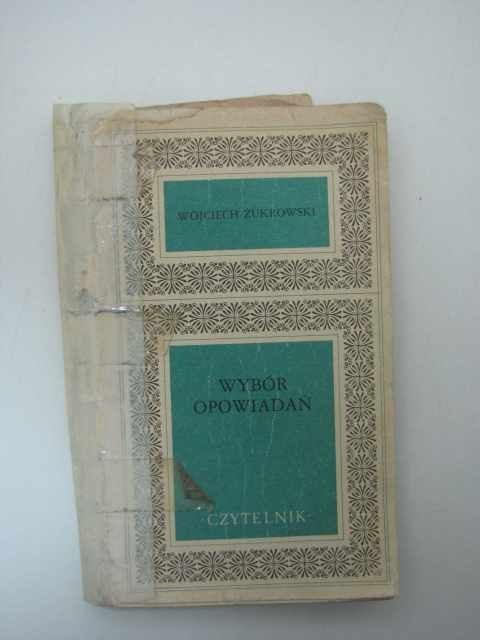 WOJCIECH ŻUKROWSKI
WYBÓR
OPOWIADAŃ
CZYTELNIK